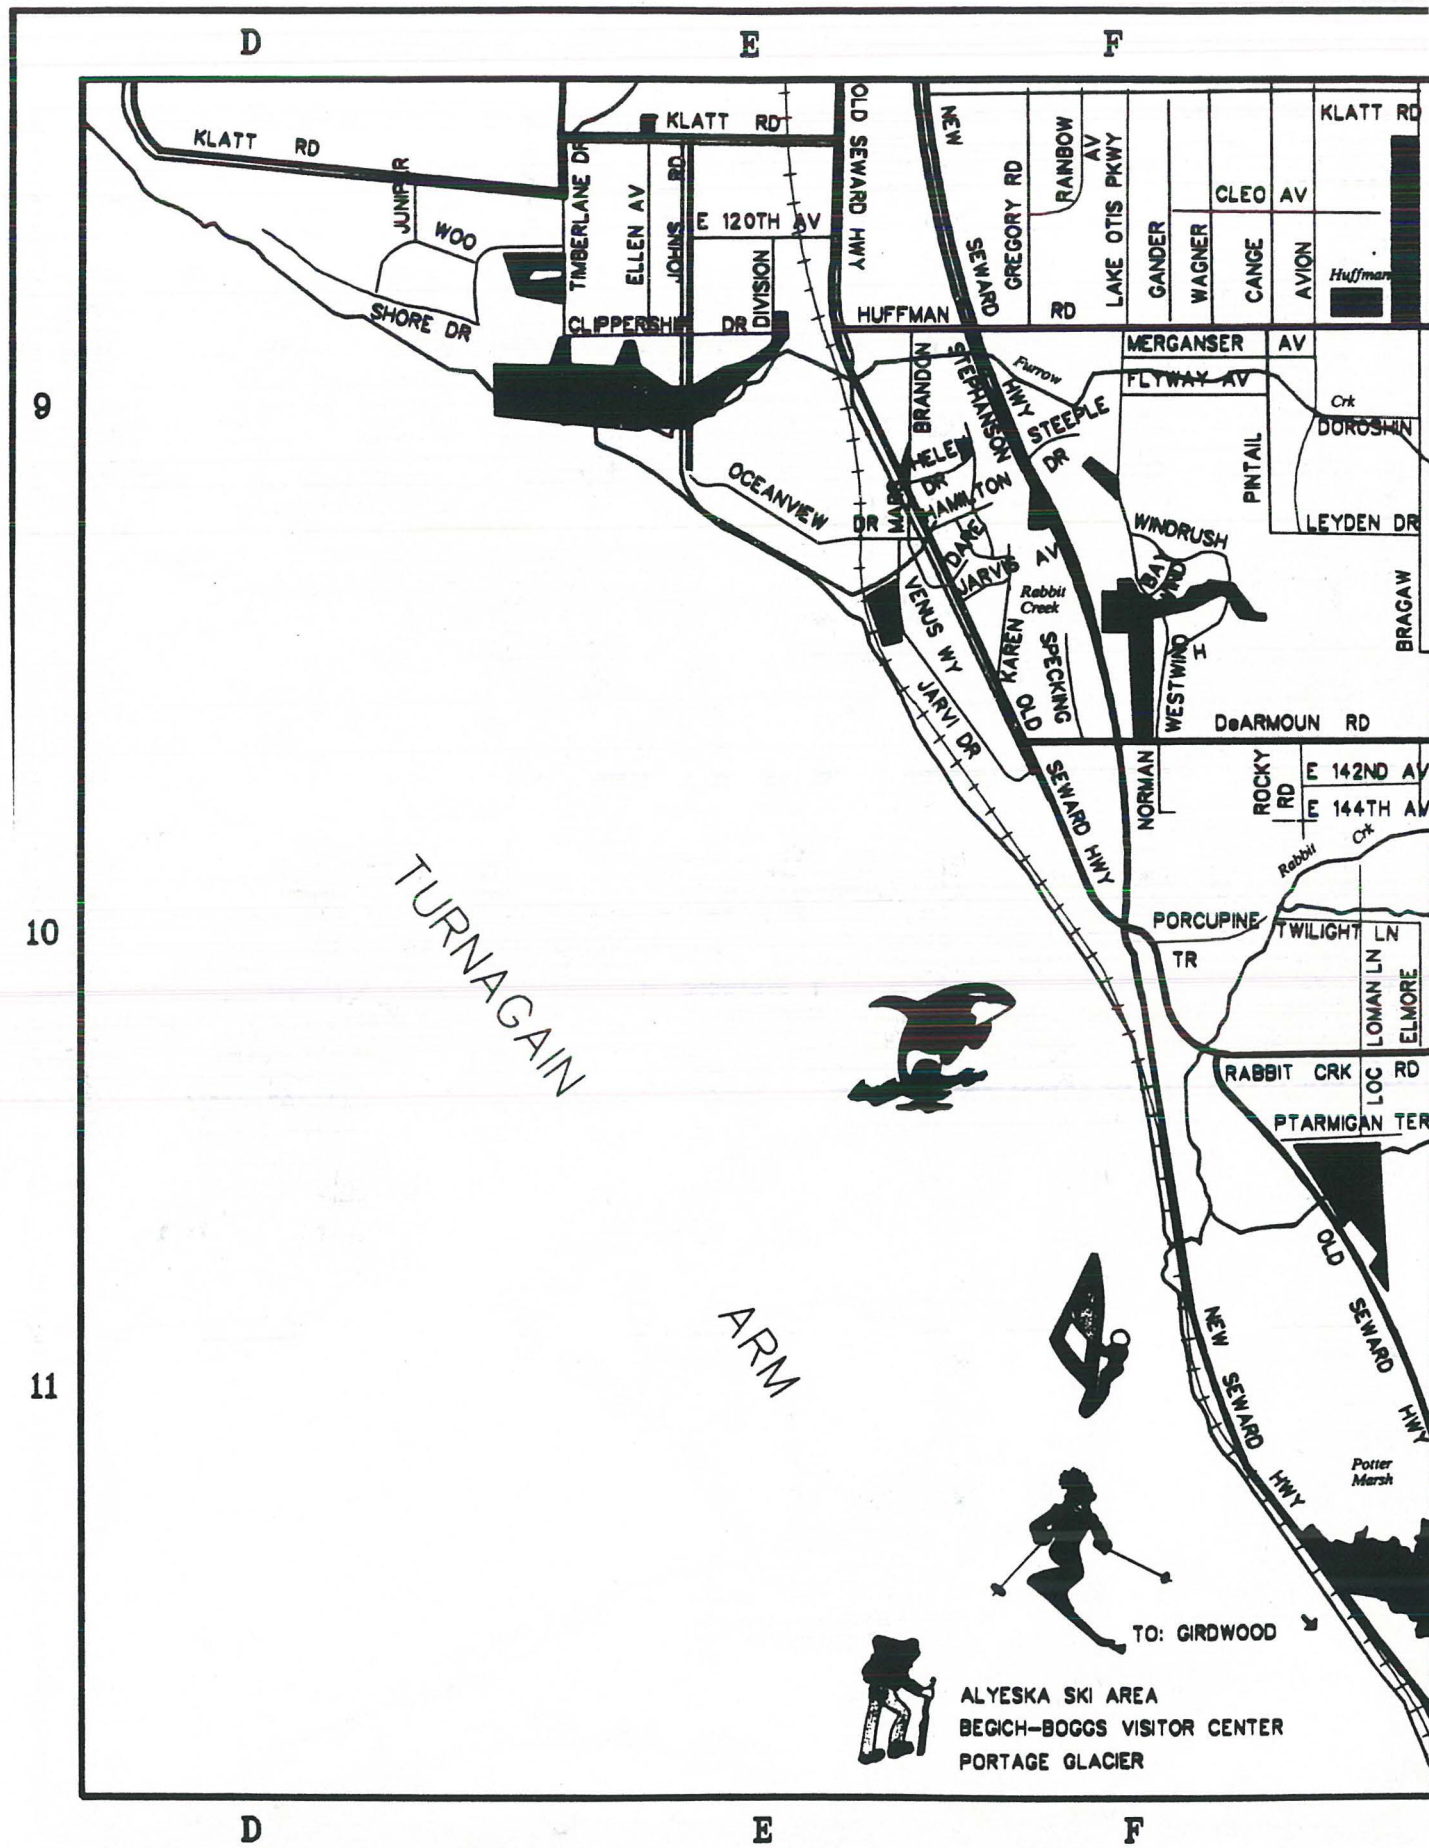 D E F
KLATT RD
KLATT RD
OLD SEWARD HWY
NEW SEWARD HWY
KLATT RD
JUNIPER
WOO
SHORE DR
TIMBERLANE DR
ELLEN AV
JOHNS RD
E 120TH AV
DIVISION
CLIPPERSHIP DR
GREGORY RD
RAINBOW AV
LAKE OTIS PKWY
GANDER
WAGNER
CLEO AV
CANGE
AVION
Huffman
HUFFMAN RD
9
MERGANSER AV
FLYWAY AV
BRANDON
STEPHANSON
Furrow Crk
STEEPLE DR
DOROSHIN
PINTAIL
LEYDEN DR
HELEN DR
HAMILTON
MARS
OCEANVIEW DR
DARE
JARVIS AV
Rabbit
Creek
WINDRUSH
BAY
WIND
WESTWIND
H
BRAGAW
VENUS WY
KAREN
SPECKING
JARVI DR
OLD SEWARD HWY
DeARMOUN RD
NORMAN
ROCKY RD
E 142ND AV
E 144TH AV
Rabbit Crk
10
PORCUPINE TR
TWILIGHT LN
LOMAN LN
ELMORE
TURNAGAIN
RABBIT CRK RD
LOC
PTARMIGAN TER
OLD SEWARD HWY
NEW SEWARD HWY
ARM
11
Potter
Marsh
TO: GIRDWOOD
ALYESKA SKI AREA
BEGICH-BOGGS VISITOR CENTER
PORTAGE GLACIER
D E F